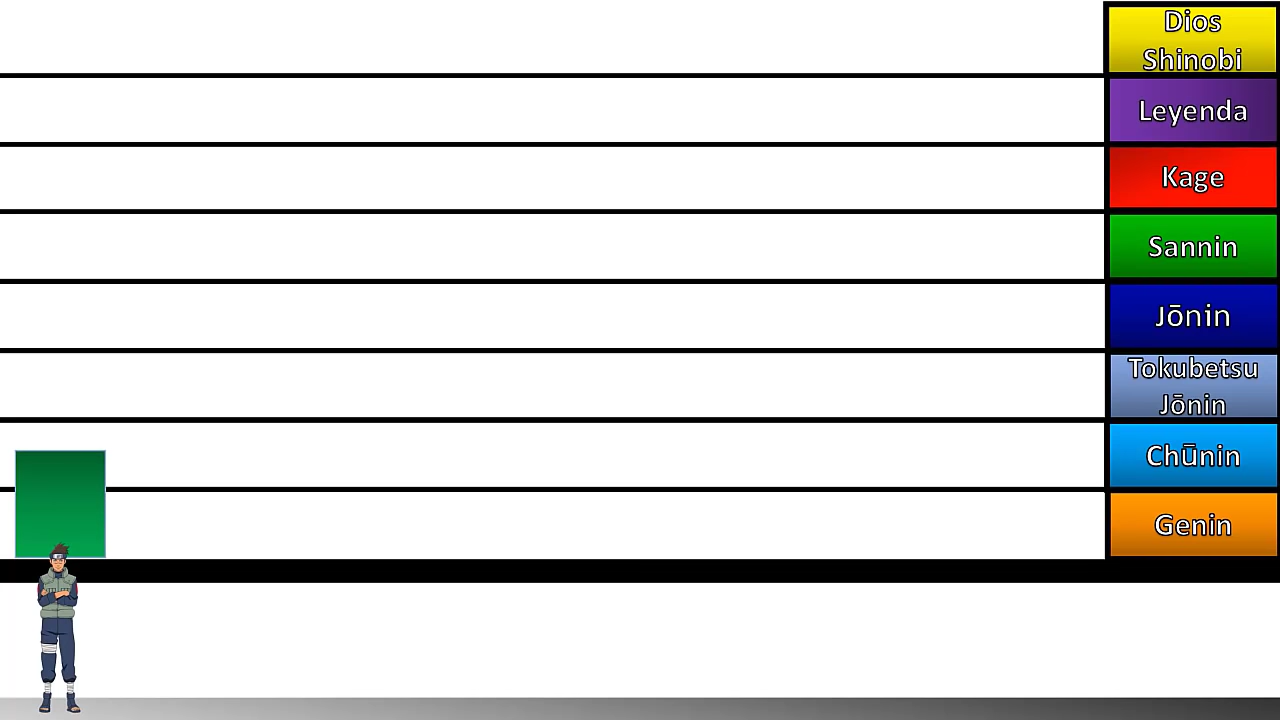 Dios
Shinobi
Leyenda
Kage
Sannin
Jōnin
Tokubetsu
Jōnin
Chūnin
Genin